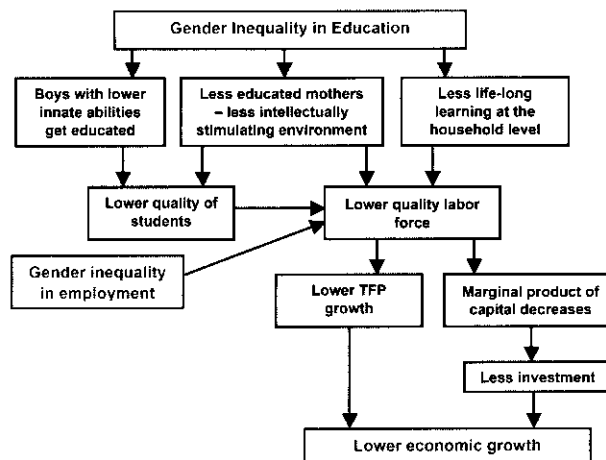 Gender Inequality in Education
Boys with lower
innate abilities
get educated
Less educated mothers
– less intellectually
stimulating environment
Less life-long
learning at the
household level
Lower quality of
students
Lower quality labor
force
Gender inequality
in employment
Lower TFP
growth
Marginal product of
capital decreases
Less investment
Lower economic growth